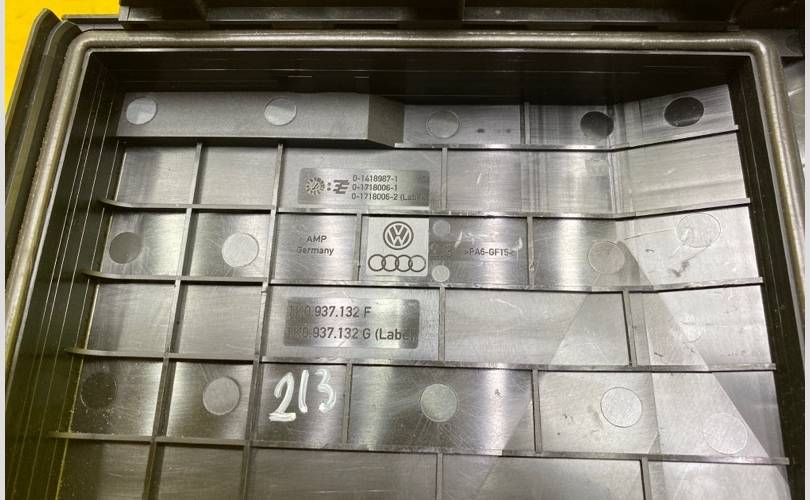 0-1418987-1
0-1718006-1
0-1718006-2 (Label)
AMP
Germany
>PA6-GF15<
1K0.937.132 F
1K0.937.132 G (Label)
213